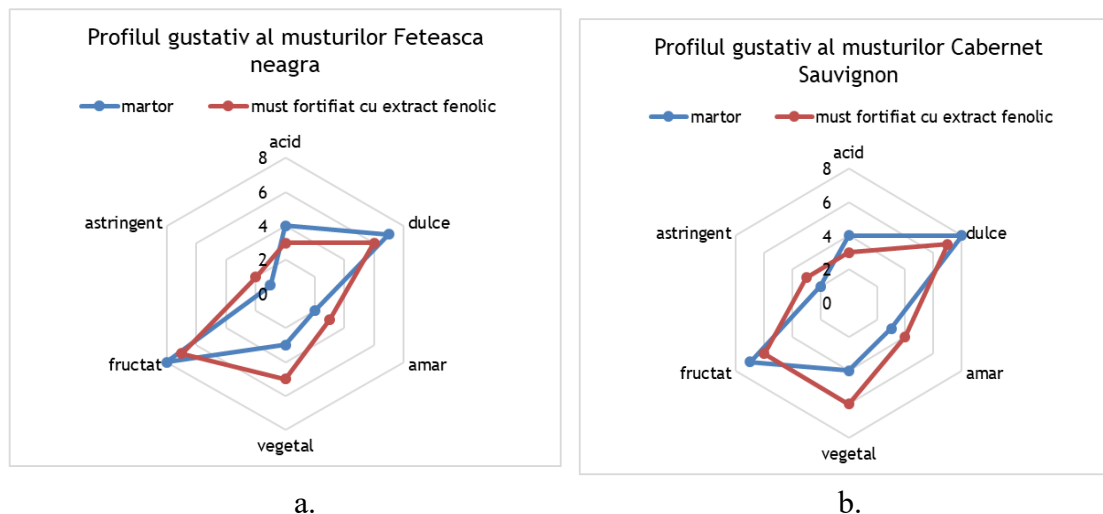 Profilul gustativ al musturilor Feteasca
neagra
martor
must fortifiat cu extract fenolic
acid
8
6
4
2
0
dulce
amar
vegetal
fructat
astringent
a.
Profilul gustativ al musturilor Cabernet
Sauvignon
martor
must fortifiat cu extract fenolic
acid
8
6
4
2
0
dulce
amar
vegetal
fructat
astringent
b.